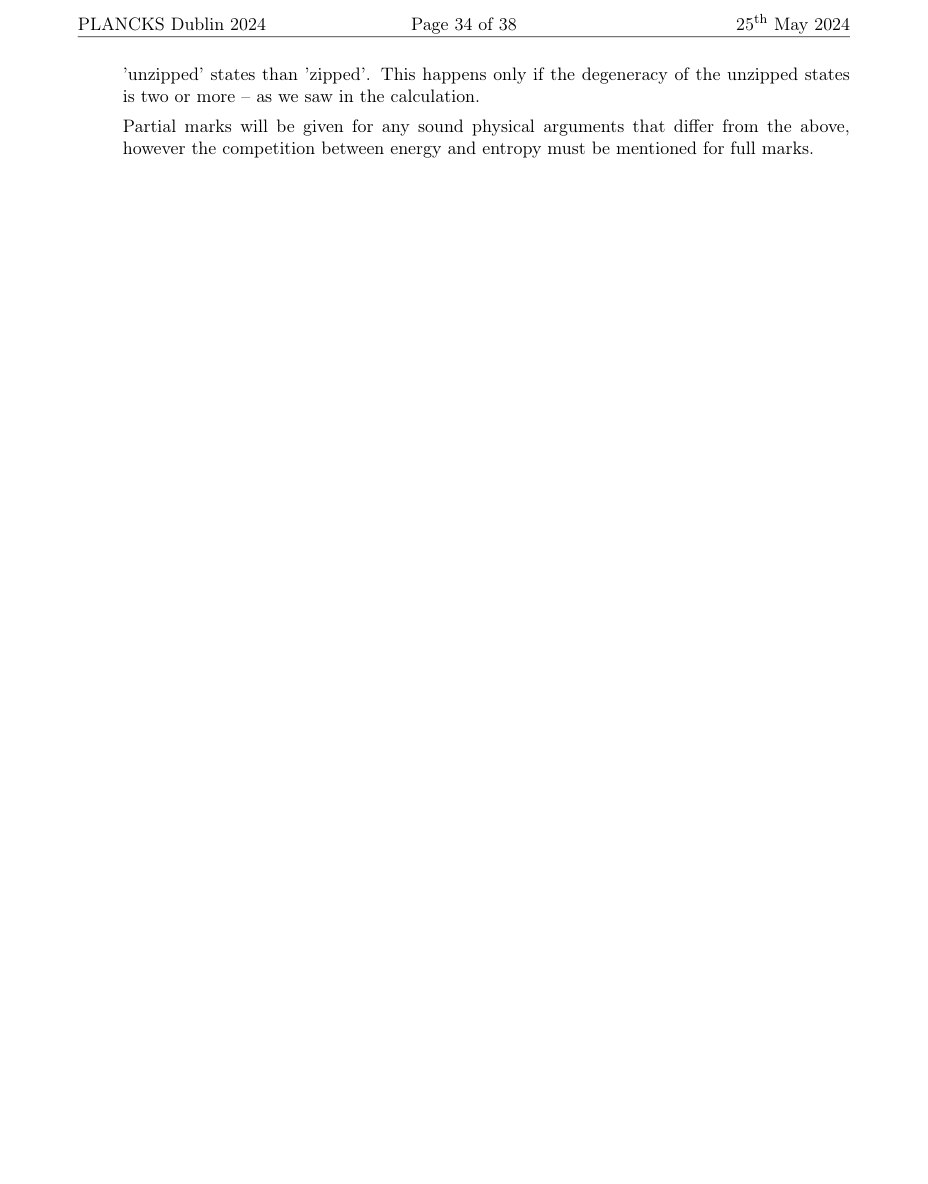 PLANCKS Dublin 2024 Page 34 of 38 25th May 2024
'unzipped' states than 'zipped'. This happens only if the degeneracy of the unzipped states
is two or more – as we saw in the calculation.
Partial marks will be given for any sound physical arguments that differ from the above,
however the competition between energy and entropy must be mentioned for full marks.